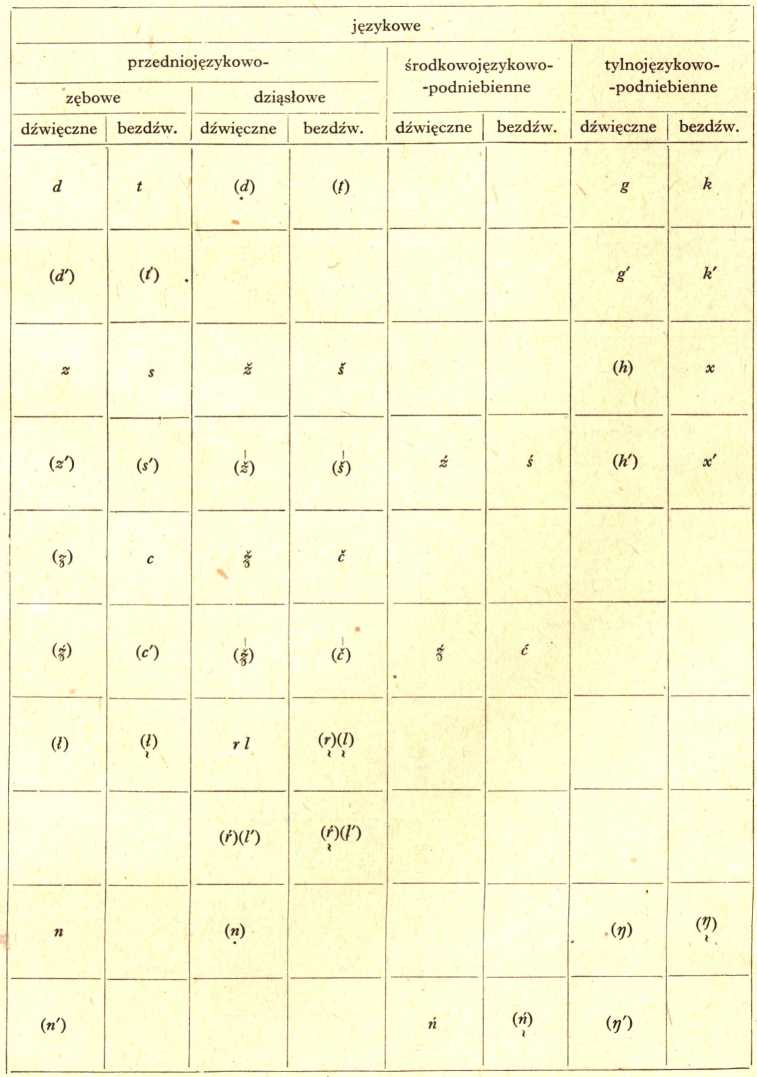 językowe
przedniojęzykowo- środkowojęzykowo- tylnojęzykowo-
zębowe dziąsłowe -podniebienne -podniebienne
dźwięczne bezdźw. dźwięczne bezdźw. dźwięczne bezdźw. dźwięczne bezdźw.
d t (ḍ) (ṭ) g k
(d′) (t′) g′ k′
z s ž š (h) x
(z′) (s′) (ž̍) (š̍) ź ś (h′) x′
(ʒ) c ǯ č
(ʒ́) (c′) (ǯ̍) (č̍) ʒ́ ć
(ł) (ł̰) r l (r̰)(l̰)
(ŕ)(l′) (ŕ̰)(l̰′)
n (ṇ) (ŋ) (ŋ̰)
(n′) ń (ń̰) (ŋ′)